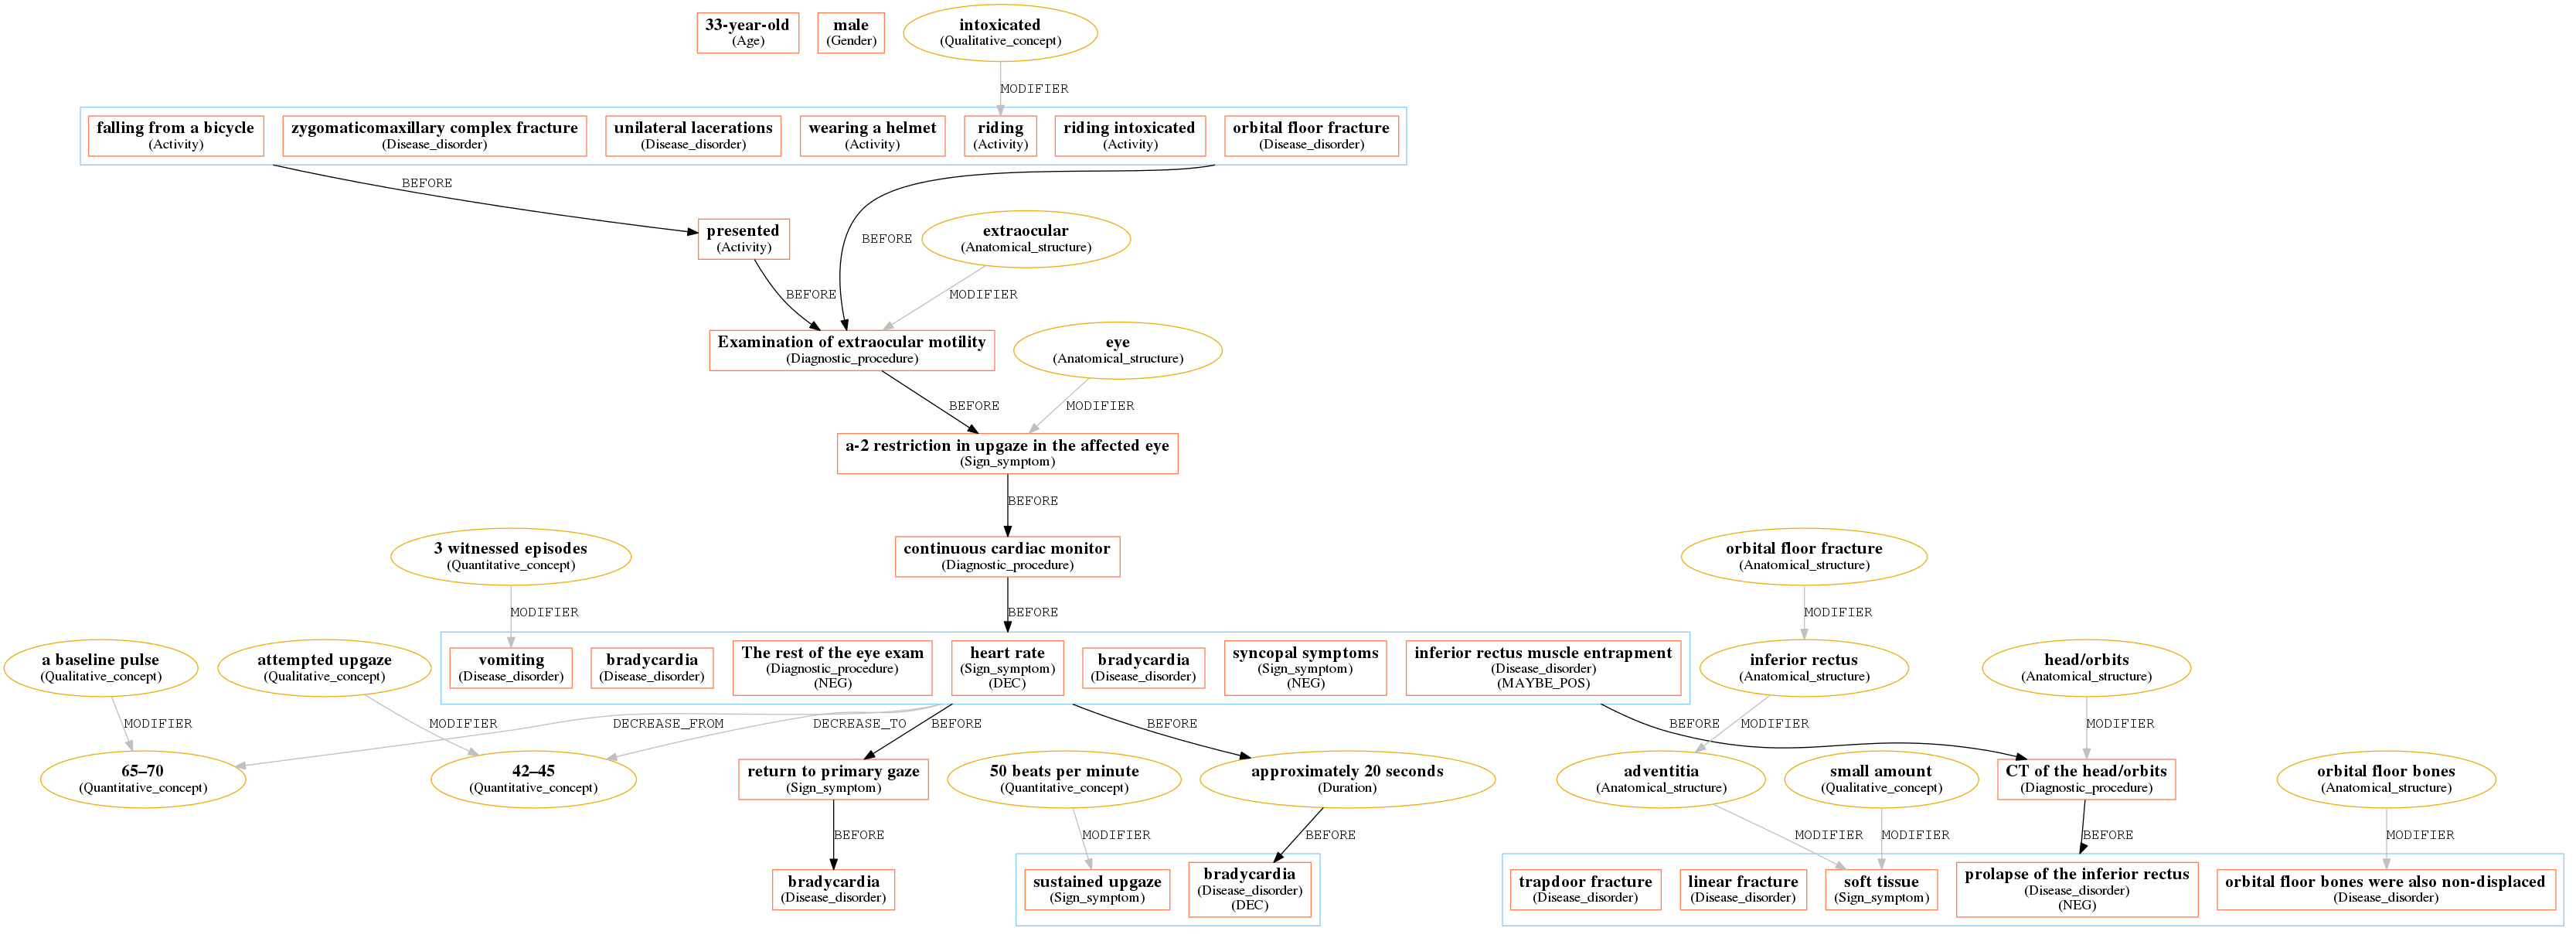 33-year-old
(Age)
male
(Gender)
intoxicated
(Qualitative_concept)
MODIFIER
falling from a bicycle
(Activity)
zygomaticomaxillary complex fracture
(Disease_disorder)
unilateral lacerations
(Disease_disorder)
wearing a helmet
(Activity)
riding
(Activity)
riding intoxicated
(Activity)
orbital floor fracture
(Disease_disorder)
BEFORE
presented
(Activity)
BEFORE
extraocular
(Anatomical_structure)
BEFORE
MODIFIER
Examination of extraocular motility
(Diagnostic_procedure)
eye
(Anatomical_structure)
BEFORE
MODIFIER
a-2 restriction in upgaze in the affected eye
(Sign_symptom)
BEFORE
3 witnessed episodes
(Quantitative_concept)
continuous cardiac monitor
(Diagnostic_procedure)
orbital floor fracture
(Anatomical_structure)
MODIFIER
BEFORE
MODIFIER
a baseline pulse
(Qualitative_concept)
attempted upgaze
(Qualitative_concept)
vomiting
(Disease_disorder)
bradycardia
(Disease_disorder)
The rest of the eye exam
(Diagnostic_procedure)
(NEG)
heart rate
(Sign_symptom)
(DEC)
bradycardia
(Disease_disorder)
syncopal symptoms
(Sign_symptom)
(NEG)
inferior rectus muscle entrapment
(Disease_disorder)
(MAYBE_POS)
inferior rectus
(Anatomical_structure)
head/orbits
(Anatomical_structure)
MODIFIER
MODIFIER
DECREASE_FROM
DECREASE_TO
BEFORE
BEFORE
BEFORE
MODIFIER
MODIFIER
65–70
(Quantitative_concept)
42–45
(Quantitative_concept)
return to primary gaze
(Sign_symptom)
50 beats per minute
(Quantitative_concept)
approximately 20 seconds
(Duration)
adventitia
(Anatomical_structure)
small amount
(Qualitative_concept)
CT of the head/orbits
(Diagnostic_procedure)
orbital floor bones
(Anatomical_structure)
BEFORE
MODIFIER
BEFORE
MODIFIER
MODIFIER
BEFORE
MODIFIER
bradycardia
(Disease_disorder)
sustained upgaze
(Sign_symptom)
bradycardia
(Disease_disorder)
(DEC)
trapdoor fracture
(Disease_disorder)
linear fracture
(Disease_disorder)
soft tissue
(Sign_symptom)
prolapse of the inferior rectus
(Disease_disorder)
(NEG)
orbital floor bones were also non-displaced
(Disease_disorder)